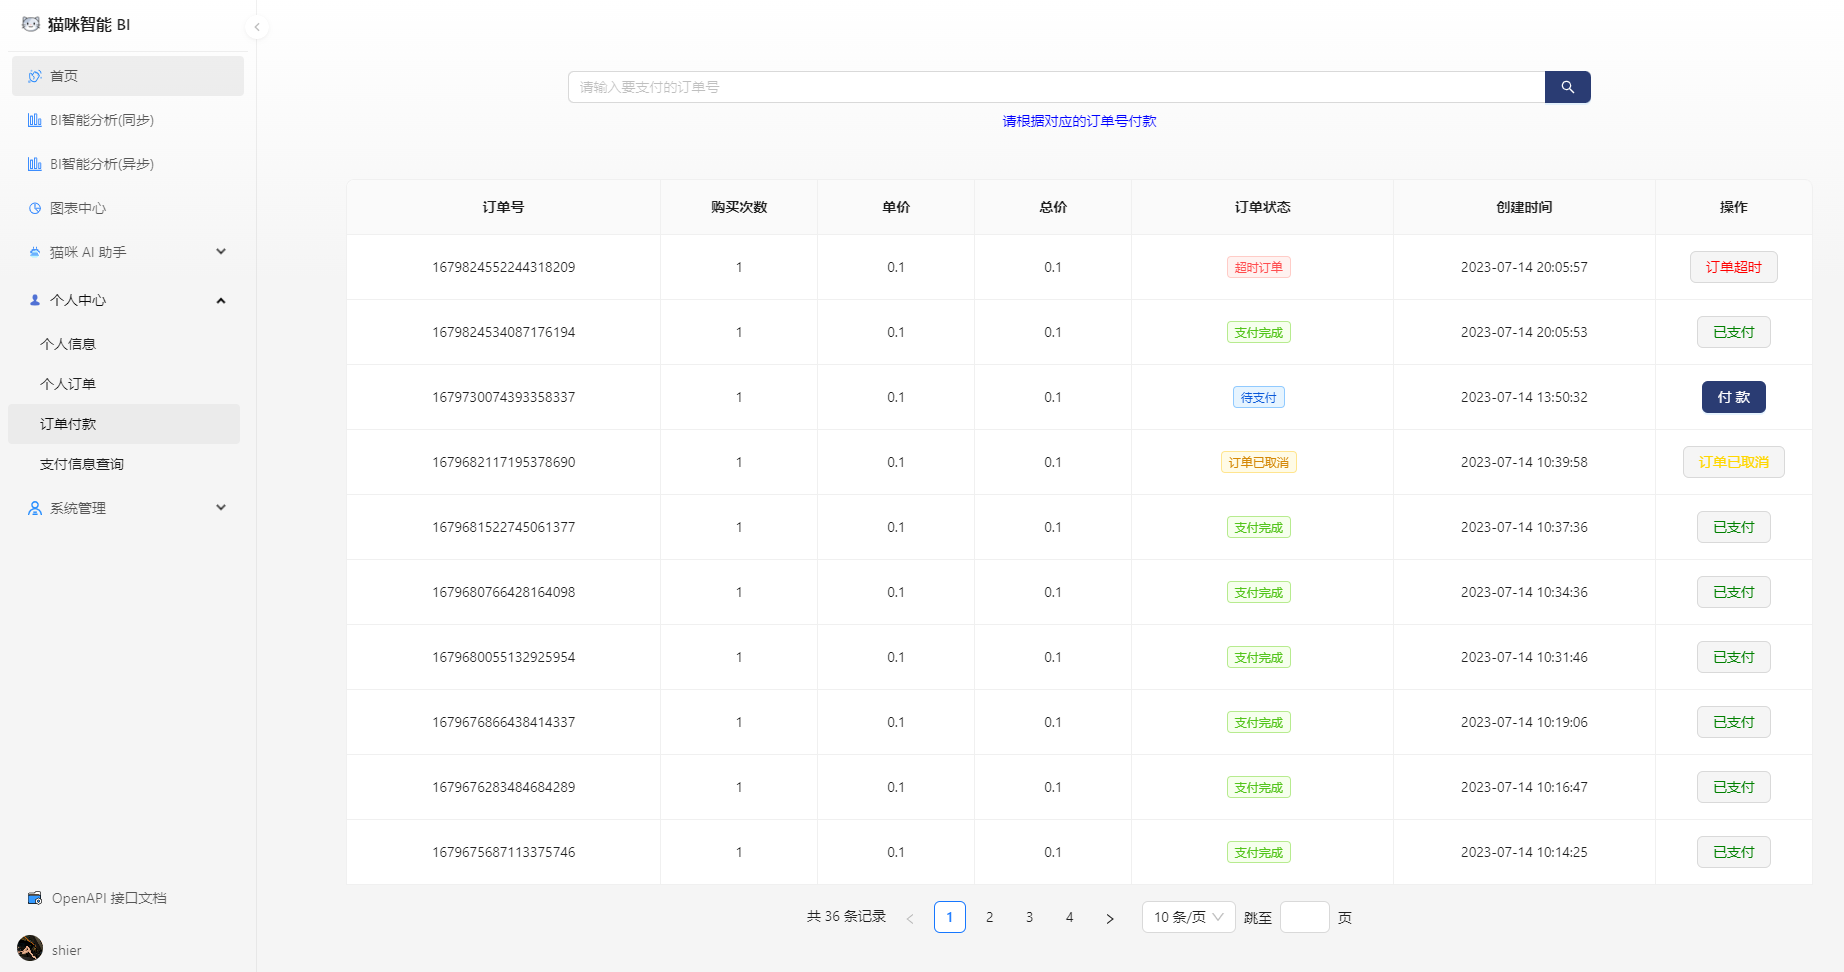 猫咪智能 BI
首页
BI智能分析(同步)
BI智能分析(异步)
图表中心
猫咪 AI 助手
个人中心
个人信息
个人订单
订单付款
支付信息查询
系统管理
OpenAPI 接口文档
shier
请输入要支付的订单号
请根据对应的订单号付款
订单号 购买次数 单价 总价 订单状态 创建时间 操作
1679824552244318209 1 0.1 0.1 超时订单 2023-07-14 20:05:57 订单超时
1679824534087176194 1 0.1 0.1 支付完成 2023-07-14 20:05:53 已支付
1679730074393358337 1 0.1 0.1 待支付 2023-07-14 13:50:32 付 款
1679682117195378690 1 0.1 0.1 订单已取消 2023-07-14 10:39:58 订单已取消
1679681522745061377 1 0.1 0.1 支付完成 2023-07-14 10:37:36 已支付
1679680766428164098 1 0.1 0.1 支付完成 2023-07-14 10:34:36 已支付
1679680055132925954 1 0.1 0.1 支付完成 2023-07-14 10:31:46 已支付
1679676866438414337 1 0.1 0.1 支付完成 2023-07-14 10:19:06 已支付
1679676283484684289 1 0.1 0.1 支付完成 2023-07-14 10:16:47 已支付
1679675687113375746 1 0.1 0.1 支付完成 2023-07-14 10:14:25 已支付
共 36 条记录 1 2 3 4 10 条/页 跳至 页